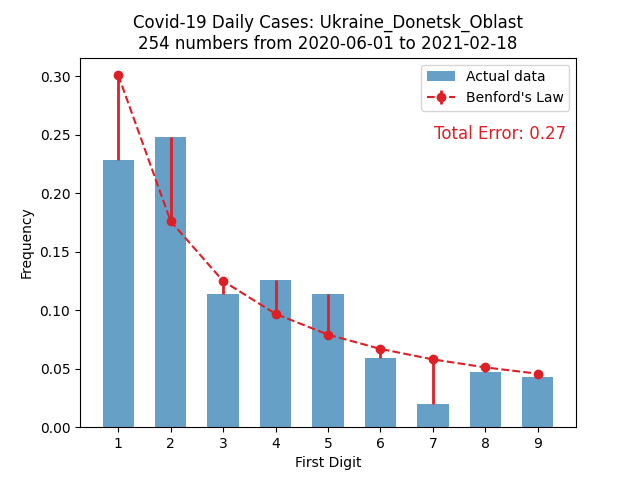 Covid-19 Daily Cases: Ukraine_Donetsk_Oblast
254 numbers from 2020-06-01 to 2021-02-18
Actual data
Benford's Law
Total Error: 0.27
Frequency
0.30
0.25
0.20
0.15
0.10
0.05
0.00
1 2 3 4 5 6 7 8 9
First Digit